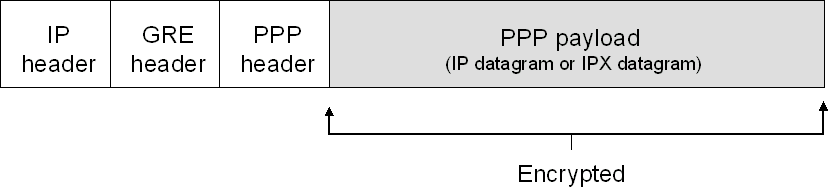 IP header
GRE header
PPP header
PPP payload
(IP datagram or IPX datagram)
Encrypted